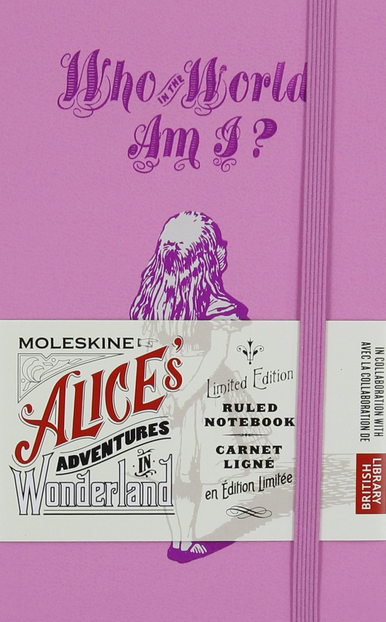 Who IN THE World
Am I?
MOLESKINE
ALICE's'
ADVENTURES
IN
Wonderland
Limited Edition
RULED
NOTEBOOK
CARNET
LIGNÉ
en Édition Limitée
IN COLLABORATION WITH
AVEC LA COLLABORATION DE
BRITISH
LIBRARY